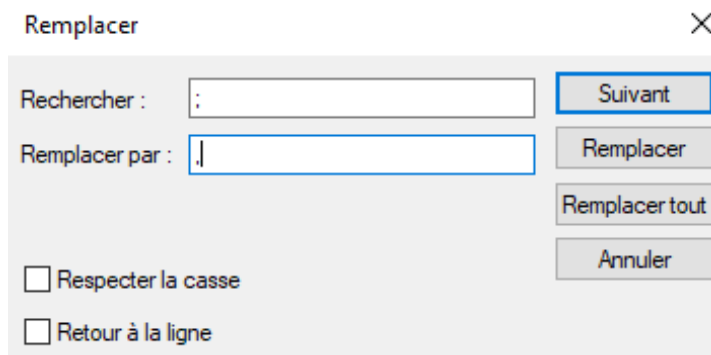 Remplacer
Rechercher : ;
Suivant
Remplacer par : ,
Remplacer
Remplacer tout
Annuler
Respecter la casse
Retour à la ligne